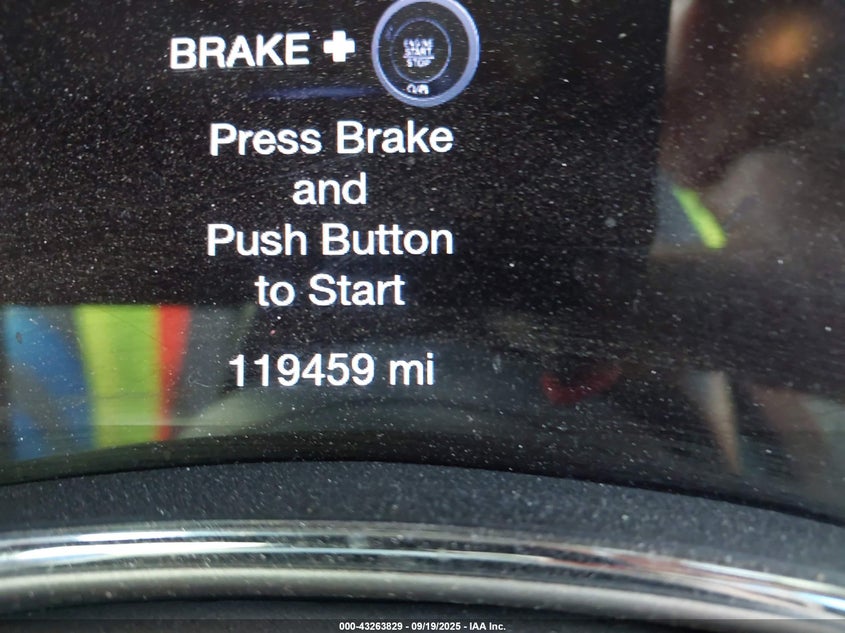 BRAKE +
ENGINE
START
STOP
Press Brake
and
Push Button
to Start
119459 mi
000-43263829 - 09/19/2025 - IAA Inc.